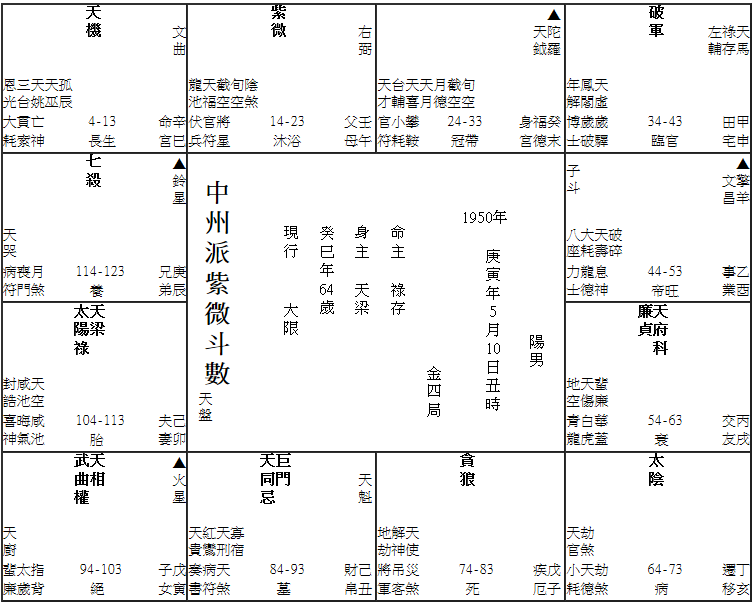 天機
文曲
恩光 三台 天姚 天巫 孤辰
大耗 貫索 亡神
4-13
長生
命宮 辛巳
紫微
右弼
龍池 天福 截空 旬空 陰煞
伏兵 官符 將星
14-23
沐浴
父母 壬午
▲
天鉞 陀羅
天才 台輔 天喜 天月 月德 截空 旬空
官符 小耗 攀鞍
24-33
冠帶
身宮 福德 癸未
破軍
左輔 祿存 天馬
年解 鳳閣 天虛
博士 歲破 歲驛
34-43
臨官
田宅 甲申
七殺
▲
鈴星
天哭
病符 喪門 月煞
114-123
養
兄弟 庚辰
中州派紫微斗數
天盤
1950年
庚寅年5月10日丑時
陽男
金四局
命主 祿存
身主 天梁
癸巳年64歲
現行 大限
子斗
▲
文昌 擎羊
八座 大耗 天壽 破碎
力士 龍德 息神
44-53
帝旺
事業 乙酉
太陽祿 天梁
封誥 咸池 天空
喜神 晦氣 咸池
104-113
胎
夫妻 己卯
廉貞 天府科
地空 天傷 蜚廉
青龍 白虎 華蓋
54-63
衰
交友 丙戌
武曲權 天相
▲
火星
天廚
蜚廉 太歲 指背
94-103
絕
子女 戊寅
天同忌 巨門
天魁
天貴 紅鸞 天刑 寡宿
奏書 病符 天煞
84-93
墓
財帛 己丑
貪狼
地劫 解神 天使
將軍 吊客 災煞
74-83
死
疾厄 戊子
太陰
天官 劫煞
小耗 天德 劫煞
64-73
病
遷移 丁亥